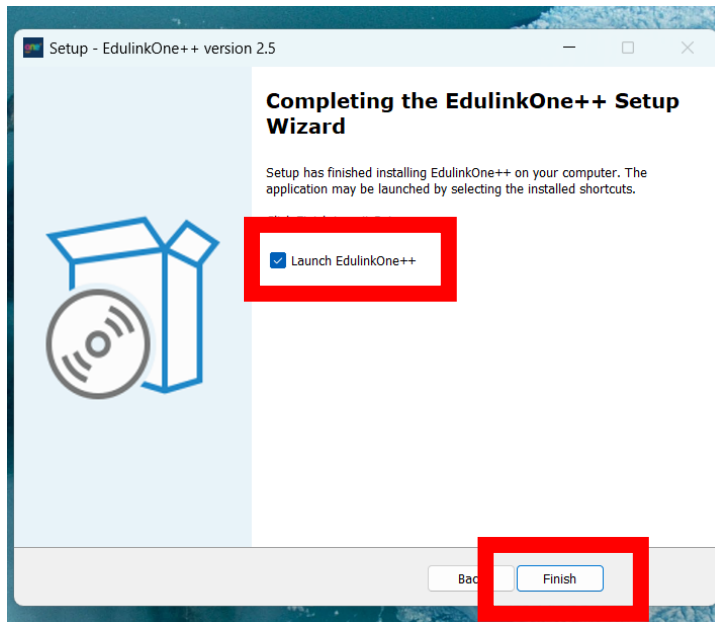 Setup - EdulinkOne++ version 2.5
Completing the EdulinkOne++ Setup
Wizard
Setup has finished installing EdulinkOne++ on your computer. The
application may be launched by selecting the installed shortcuts.
Launch EdulinkOne++
Finish